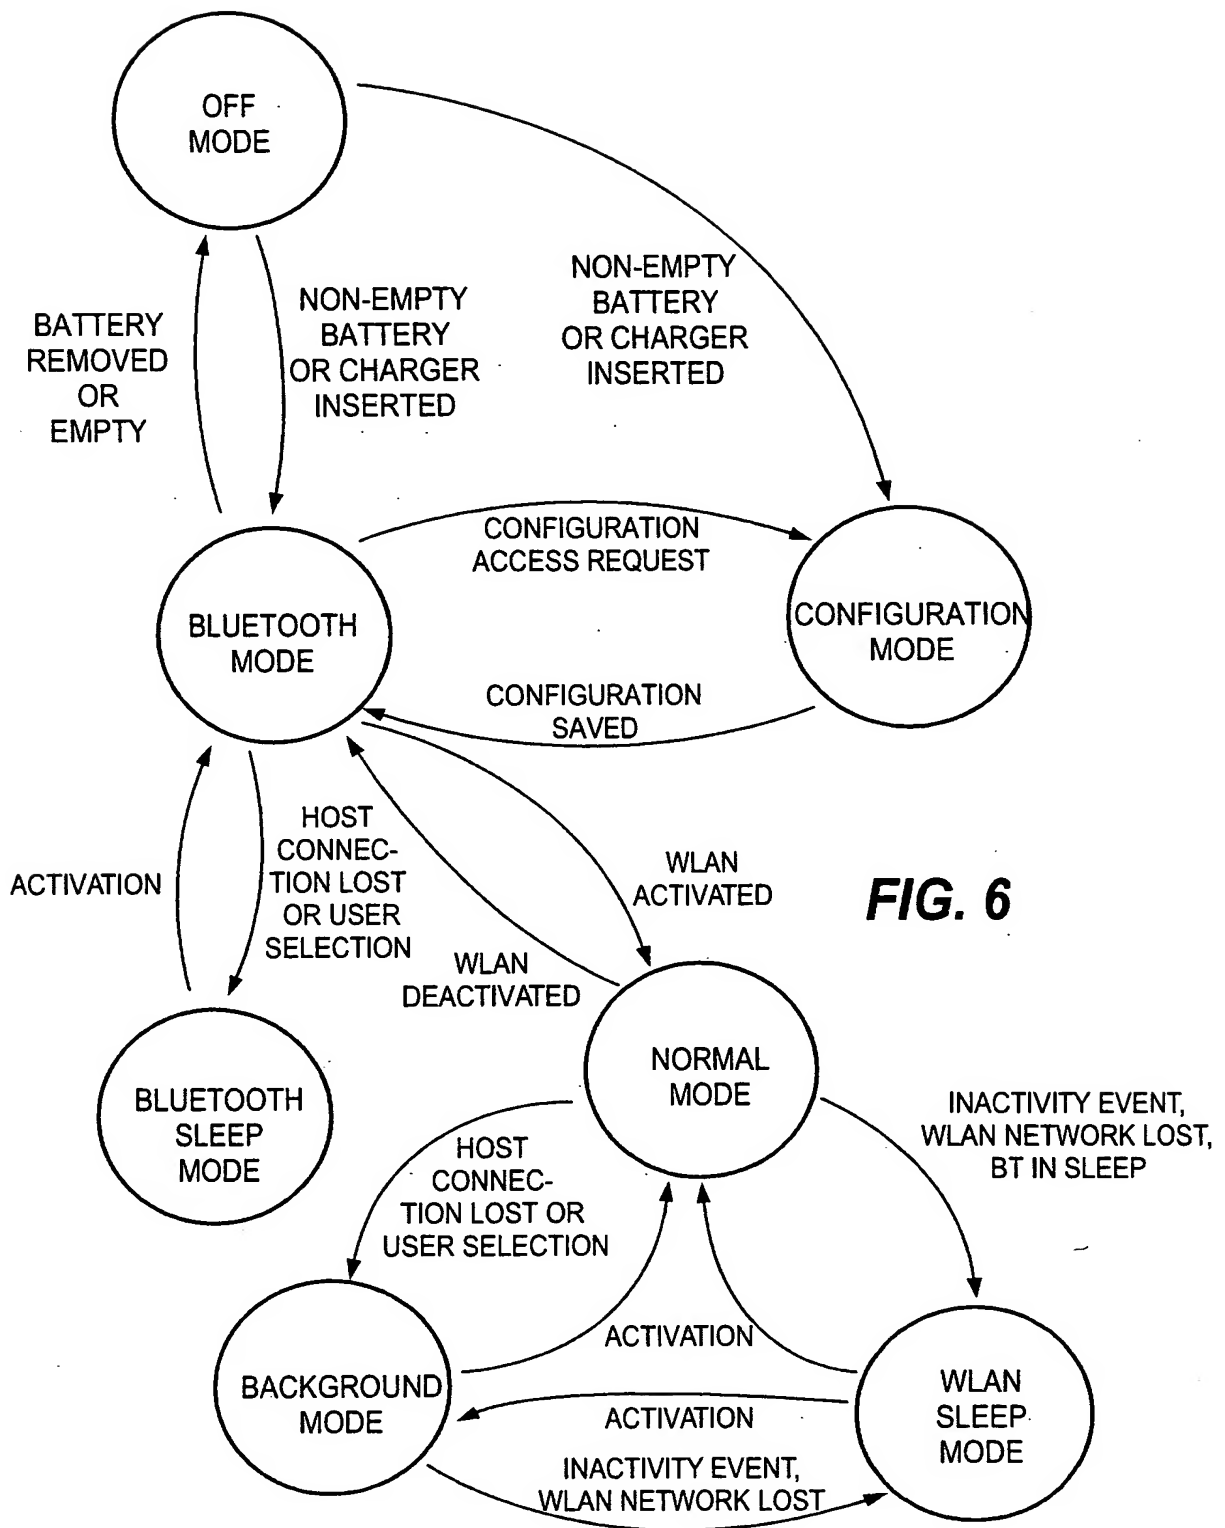 OFF
MODE
NON-EMPTY
BATTERY
OR CHARGER
INSERTED
BATTERY
REMOVED
OR
EMPTY
NON-EMPTY
BATTERY
OR CHARGER
INSERTED
CONFIGURATION
ACCESS REQUEST
BLUETOOTH
MODE
CONFIGURATION
MODE
CONFIGURATION
SAVED
ACTIVATION
HOST
CONNEC-
TION LOST
OR USER
SELECTION
WLAN
ACTIVATED
FIG. 6
WLAN
DEACTIVATED
NORMAL
MODE
BLUETOOTH
SLEEP
MODE
INACTIVITY EVENT,
WLAN NETWORK LOST,
BT IN SLEEP
HOST
CONNEC-
TION LOST OR
USER SELECTION
ACTIVATION
BACKGROUND
MODE
WLAN
SLEEP
MODE
ACTIVATION
INACTIVITY EVENT,
WLAN NETWORK LOST